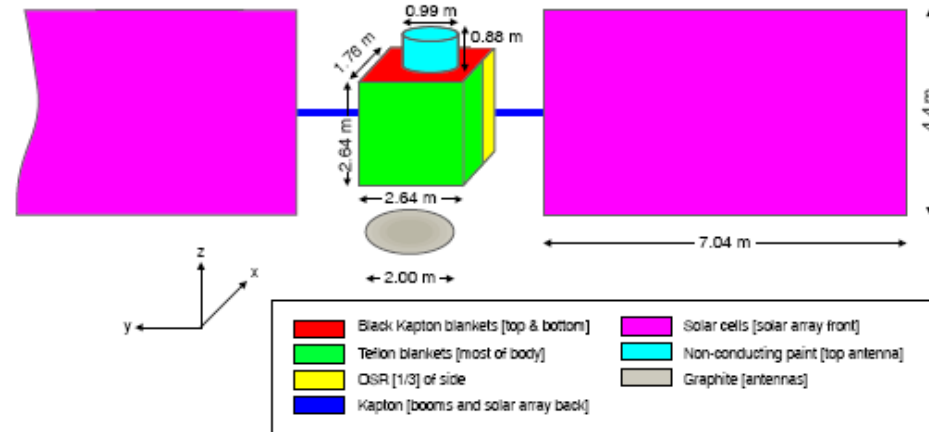 0.99 m
0.88 m
1.76 m
2.64 m
2.64 m
4.4 m
7.04 m
2.00 m
z
x
y
Black Kapton blankets [top & bottom]
Teflon blankets [most of body]
OSR [1/3] of side
Kapton [booms and solar array back]
Solar cells [solar array front]
Non-conducting paint [top antenna]
Graphite [antennas]